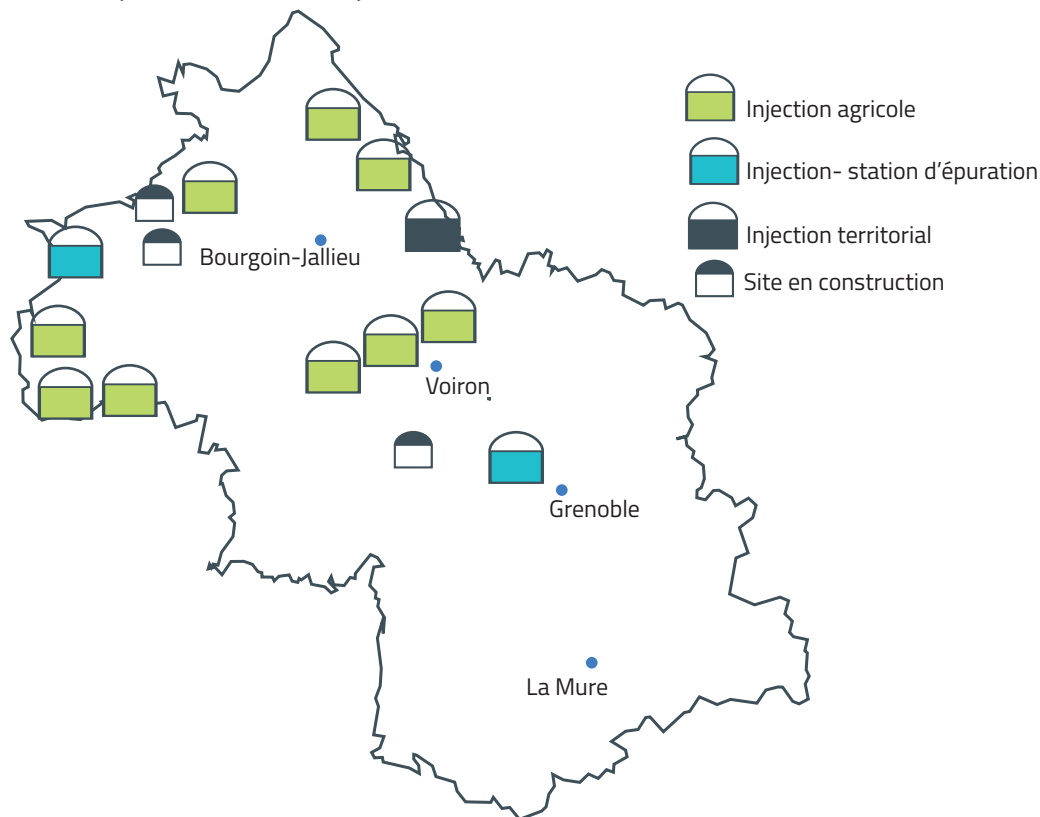 Injection agricole
Injection- station d'épuration
Injection territorial
Site en construction
Bourgoin-Jallieu
Voiron
Grenoble
La Mure